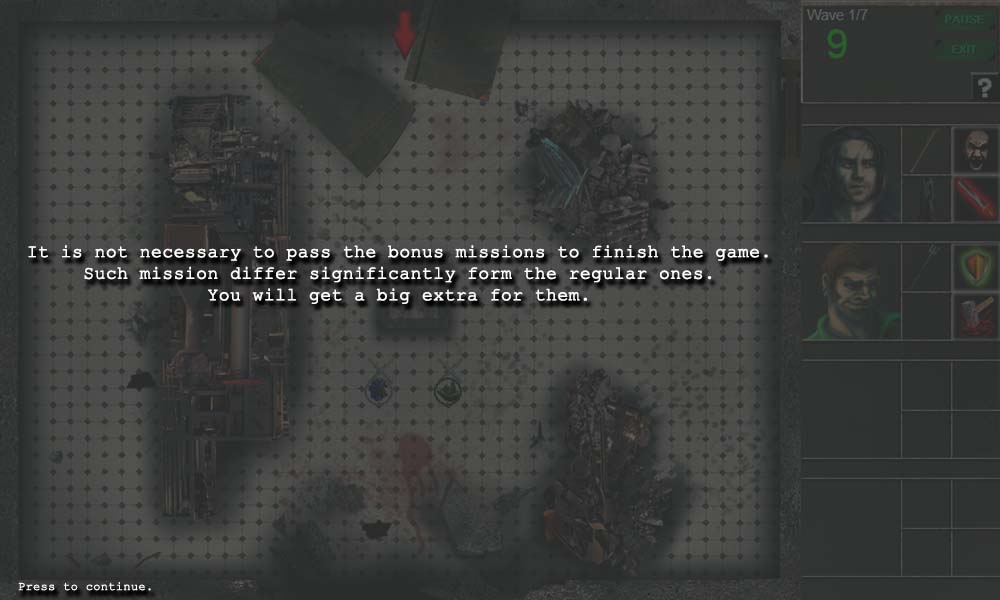 Wave 1/7
9
PAUSE
EXIT
?
It is not necessary to pass the bonus missions to finish the game.
Such mission differ significantly form the regular ones.
You will get a big extra for them.
Press to continue.